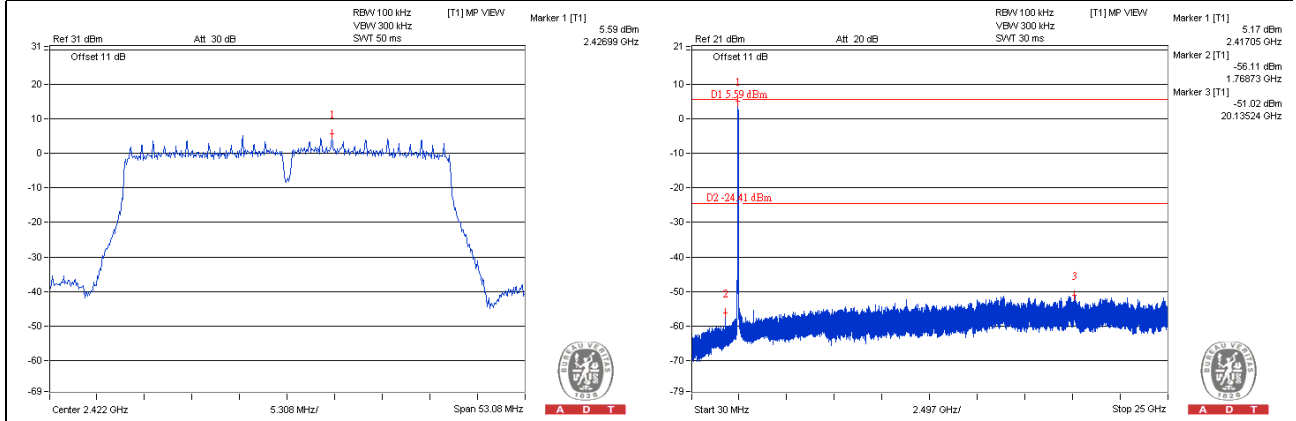 RBW 100 kHz [T1] MP VIEW
VBW 300 kHz
Ref 31 dBm Att 30 dB SWT 50 ms
Marker 1 [T1]
5.59 dBm
2.42699 GHz
Offset 11 dB
31
20
10
0
-10
-20
-30
-40
-50
-60
-69
1
Center 2.422 GHz 5.308 MHz/ Span 53.08 MHz
BUREAU VERITAS
1828
A D T
RBW 100 kHz [T1] MP VIEW
VBW 300 kHz
Ref 21 dBm Att 20 dB SWT 30 ms
Marker 1 [T1]
5.17 dBm
2.41705 GHz
Marker 2 [T1]
-56.11 dBm
1.76873 GHz
Marker 3 [T1]
-51.02 dBm
20.13524 GHz
Offset 11 dB
21
10
0
-10
-20
-30
-40
-50
-60
-70
-79
1
D1 5.59 dBm
D2 -24.41 dBm
2
3
Start 30 MHz 2.497 GHz/ Stop 25 GHz
BUREAU VERITAS
1828
A D T